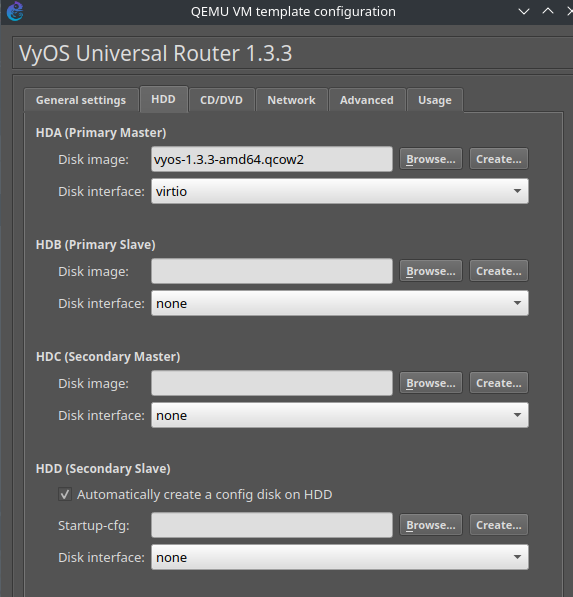 QEMU VM template configuration
VyOS Universal Router 1.3.3
General settings HDD CD/DVD Network Advanced Usage
HDA (Primary Master)
Disk image: vyos-1.3.3-amd64.qcow2 Browse... Create...
Disk interface: virtio
HDB (Primary Slave)
Disk image: Browse... Create...
Disk interface: none
HDC (Secondary Master)
Disk image: Browse... Create...
Disk interface: none
HDD (Secondary Slave)
Automatically create a config disk on HDD
Startup-cfg: Browse... Create...
Disk interface: none